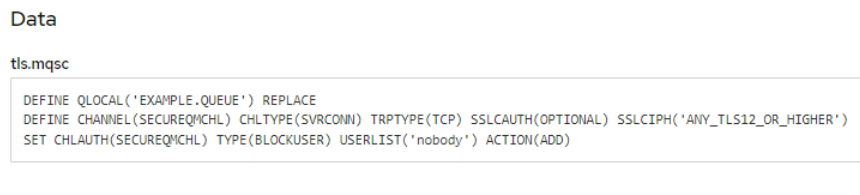 Data
tls.mqsc
DEFINE QLOCAL('EXAMPLE.QUEUE') REPLACE
DEFINE CHANNEL(SECUREQMCHL) CHLTYPE(SVRCONN) TRPTYPE(TCP) SSLCAUTH(OPTIONAL) SSLCIPH('ANY_TLS12_OR_HIGHER')
SET CHLAUTH(SECUREQMCHL) TYPE(BLOCKUSER) USERLIST('nobody') ACTION(ADD)